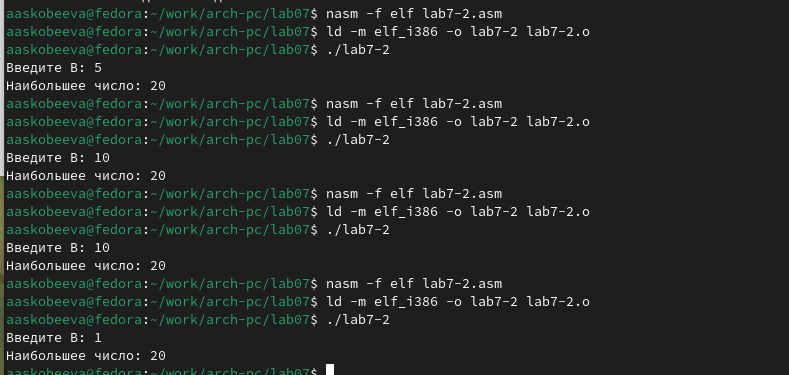 aaskobeeva@fedora:~/work/arch-pc/lab07$ nasm -f elf lab7-2.asm
aaskobeeva@fedora:~/work/arch-pc/lab07$ ld -m elf_i386 -o lab7-2 lab7-2.o
aaskobeeva@fedora:~/work/arch-pc/lab07$ ./lab7-2
Введите В: 5
Наибольшее число: 20
aaskobeeva@fedora:~/work/arch-pc/lab07$ nasm -f elf lab7-2.asm
aaskobeeva@fedora:~/work/arch-pc/lab07$ ld -m elf_i386 -o lab7-2 lab7-2.o
aaskobeeva@fedora:~/work/arch-pc/lab07$ ./lab7-2
Введите В: 10
Наибольшее число: 20
aaskobeeva@fedora:~/work/arch-pc/lab07$ nasm -f elf lab7-2.asm
aaskobeeva@fedora:~/work/arch-pc/lab07$ ld -m elf_i386 -o lab7-2 lab7-2.o
aaskobeeva@fedora:~/work/arch-pc/lab07$ ./lab7-2
Введите В: 10
Наибольшее число: 20
aaskobeeva@fedora:~/work/arch-pc/lab07$ nasm -f elf lab7-2.asm
aaskobeeva@fedora:~/work/arch-pc/lab07$ ld -m elf_i386 -o lab7-2 lab7-2.o
aaskobeeva@fedora:~/work/arch-pc/lab07$ ./lab7-2
Введите В: 1
Наибольшее число: 20
aaskobeeva@fedora:~/work/arch-pc/lab07$